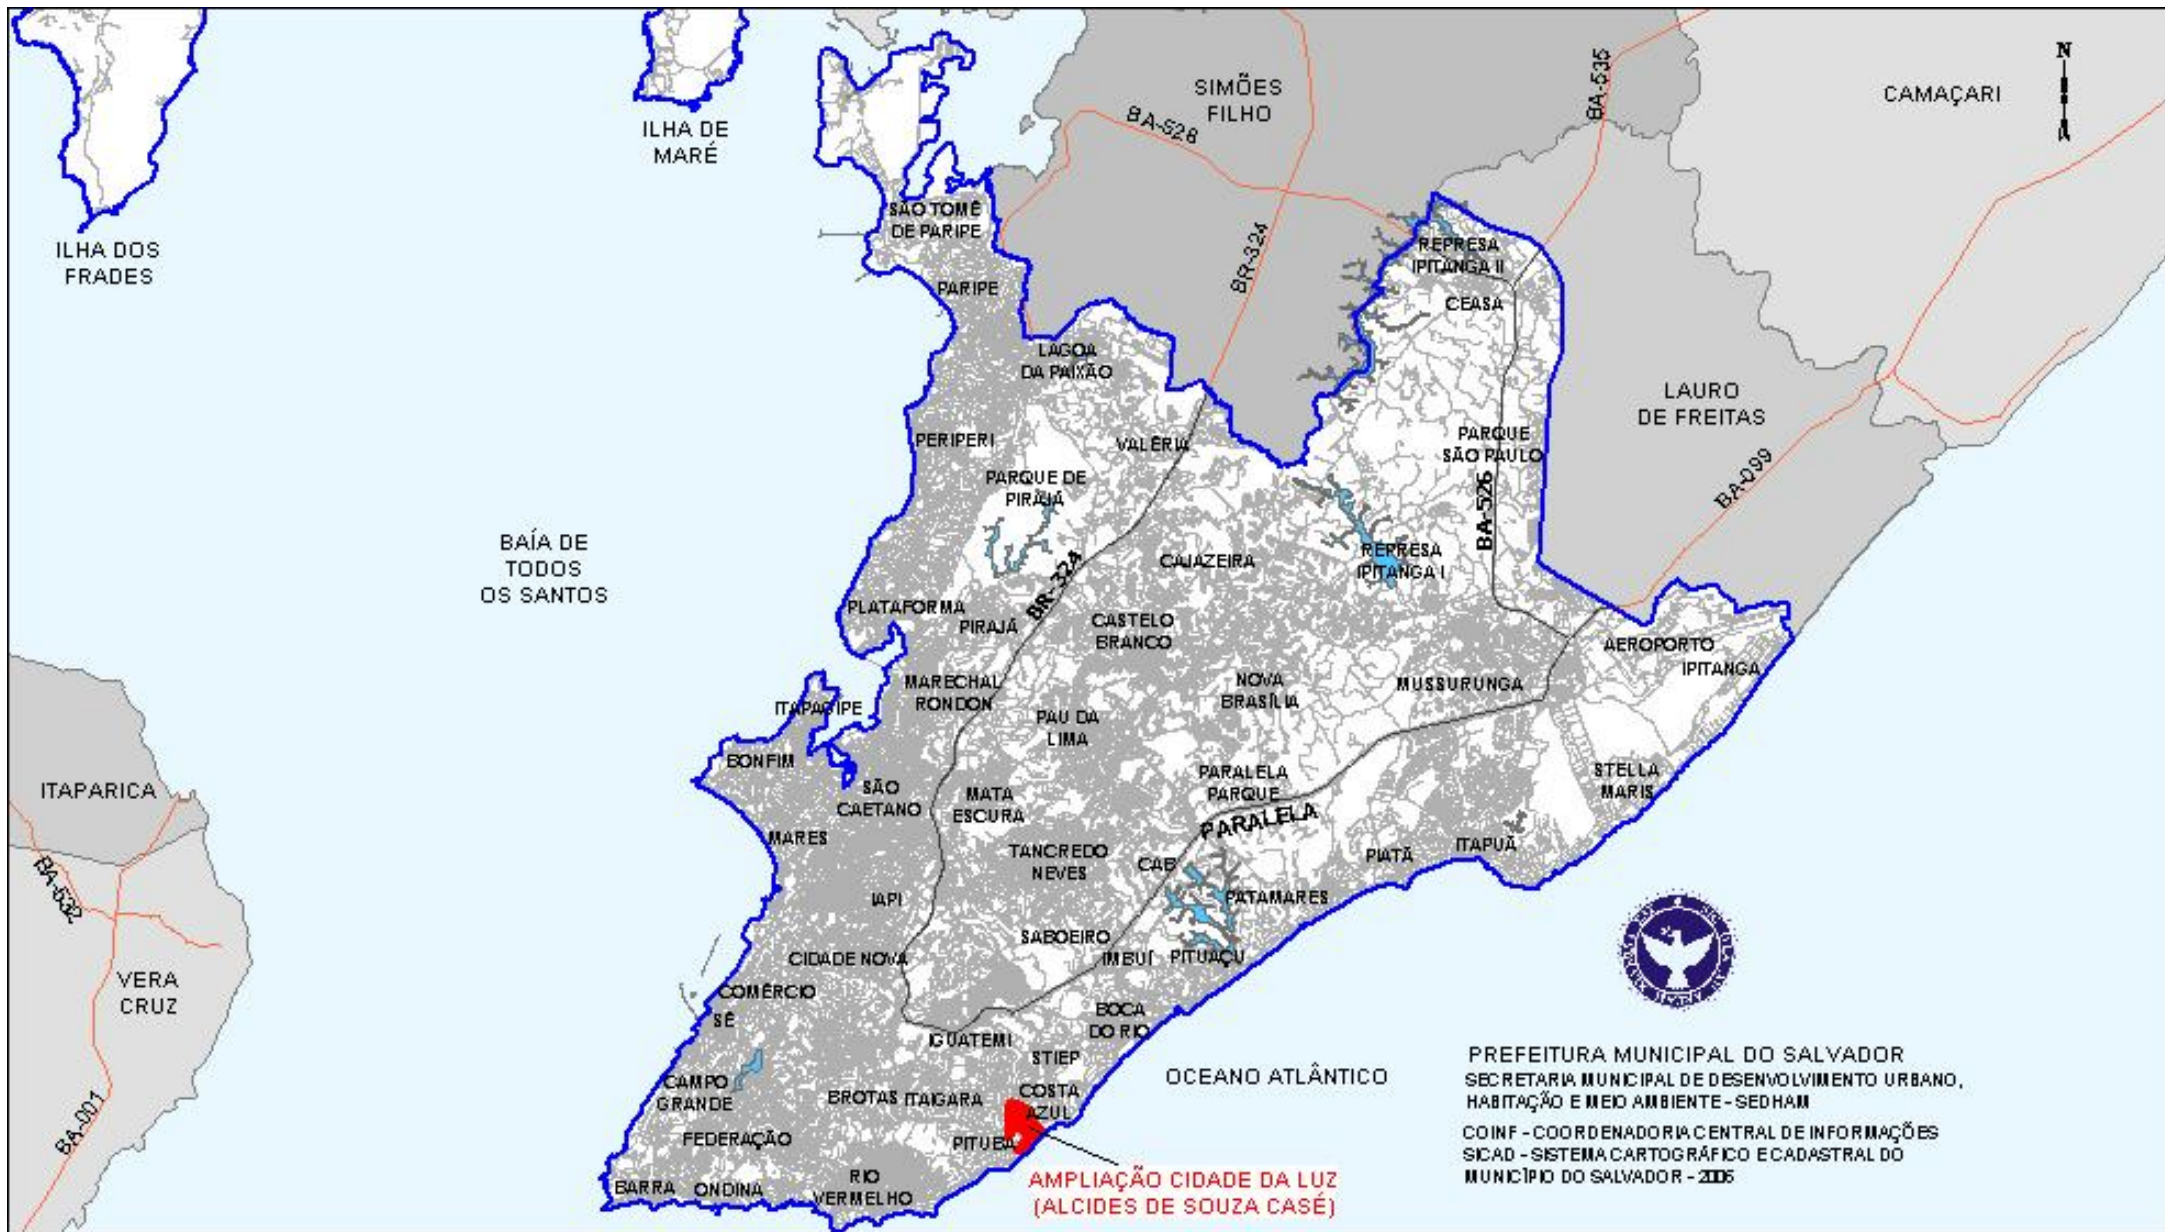 N
SIMÕES
FILHO
CAMAÇARI
BA-535
BA-526
ILHA DE
MARÉ
ILHA DOS
FRADES
SÃO TOMÉ
DE PARIPE
PARIPE
BR-324
REPRESA
IPITANGA II
CEASA
LAGOA
DA PAIXÃO
LAURO
DE FREITAS
PERIPERI
VALÉRIA
PARQUE
SÃO PAULO
PARQUE DE
PIRAJÁ
BA-099
BA-526
BAÍA DE
TODOS
OS SANTOS
CAJAZEIRA
REPRESA
IPITANGA I
BR-324
PLATAFORMA
PIRAJÁ
CASTELO
BRANCO
AEROPORTO
IPITANGA
MARECHAL
RONDON
NOVA
BRASÍLIA
MUSSURUNGA
ITAPAGIPE
PAU DA
LIMA
BONFIM
PARALELA
PARQUE
STELLA
MARIS
ITAPARICA
SÃO
CAETANO
MATA
ESCURA
PARALELA
MARES
ITAPUÃ
TANCREDO
NEVES
CAB
PIATÃ
BA-532
IAPI
PATAMARES
SABOEIRO
CIDADE NOVA
IMBUÍ
PITUAÇU
VERA
CRUZ
COMÉRCIO
SÉ
BOCA
DO RIO
IGUATEMI
STIEP
OCEANO ATLÂNTICO
CAMPO
GRANDE
BROTAS
ITAIGARA
COSTA
AZUL
BA-001
FEDERAÇÃO
PITUBA
BARRA
ONDINA
RIO
VERMELHO
AMPLIAÇÃO CIDADE DA LUZ
(ALCIDES DE SOUZA CASÉ)
PREFEITURA MUNICIPAL DO SALVADOR
SECRETARIA MUNICIPAL DE DESENVOLVIMENTO URBANO,
HABITAÇÃO E MEIO AMBIENTE - SEDHAM
COINF - COORDENADORIA CENTRAL DE INFORMAÇÕES
SICAD - SISTEMA CARTOGRÁFICO E CADASTRAL DO
MUNICÍPIO DO SALVADOR - 2006